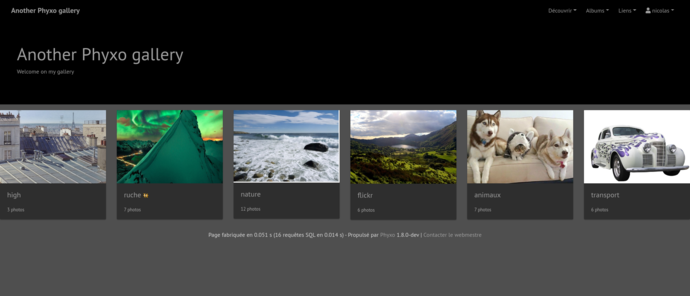 Another Phyxo gallery
Découvrir Albums Liens nicolas
Another Phyxo gallery
Welcome on my gallery
high
3 photos
ruche
7 photos
nature
12 photos
flickr
6 photos
animaux
7 photos
transport
6 photos
Page fabriquée en 0.051 s (16 requêtes SQL en 0.014 s) - Propulsé par Phyxo 1.8.0-dev | Contacter le webmestre